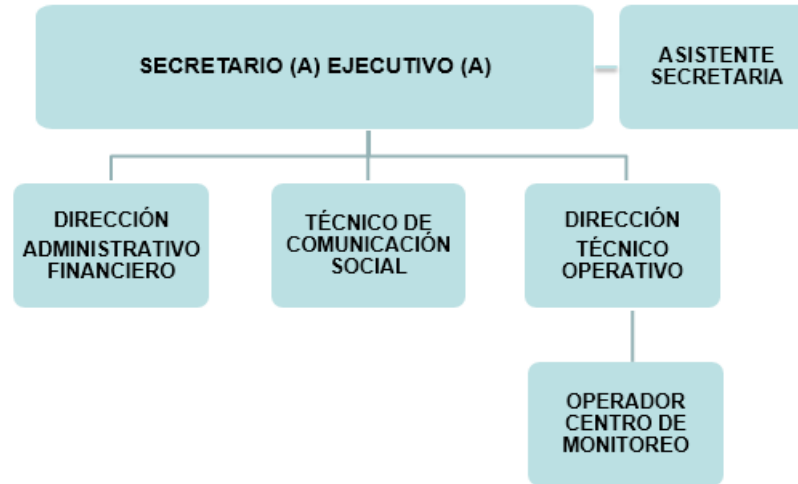 SECRETARIO (A) EJECUTIVO (A)
ASISTENTE
SECRETARIA
DIRECCIÓN
ADMINISTRATIVO
FINANCIERO
TÉCNICO DE
COMUNICACIÓN
SOCIAL
DIRECCIÓN
TÉCNICO
OPERATIVO
OPERADOR
CENTRO DE
MONITOREO